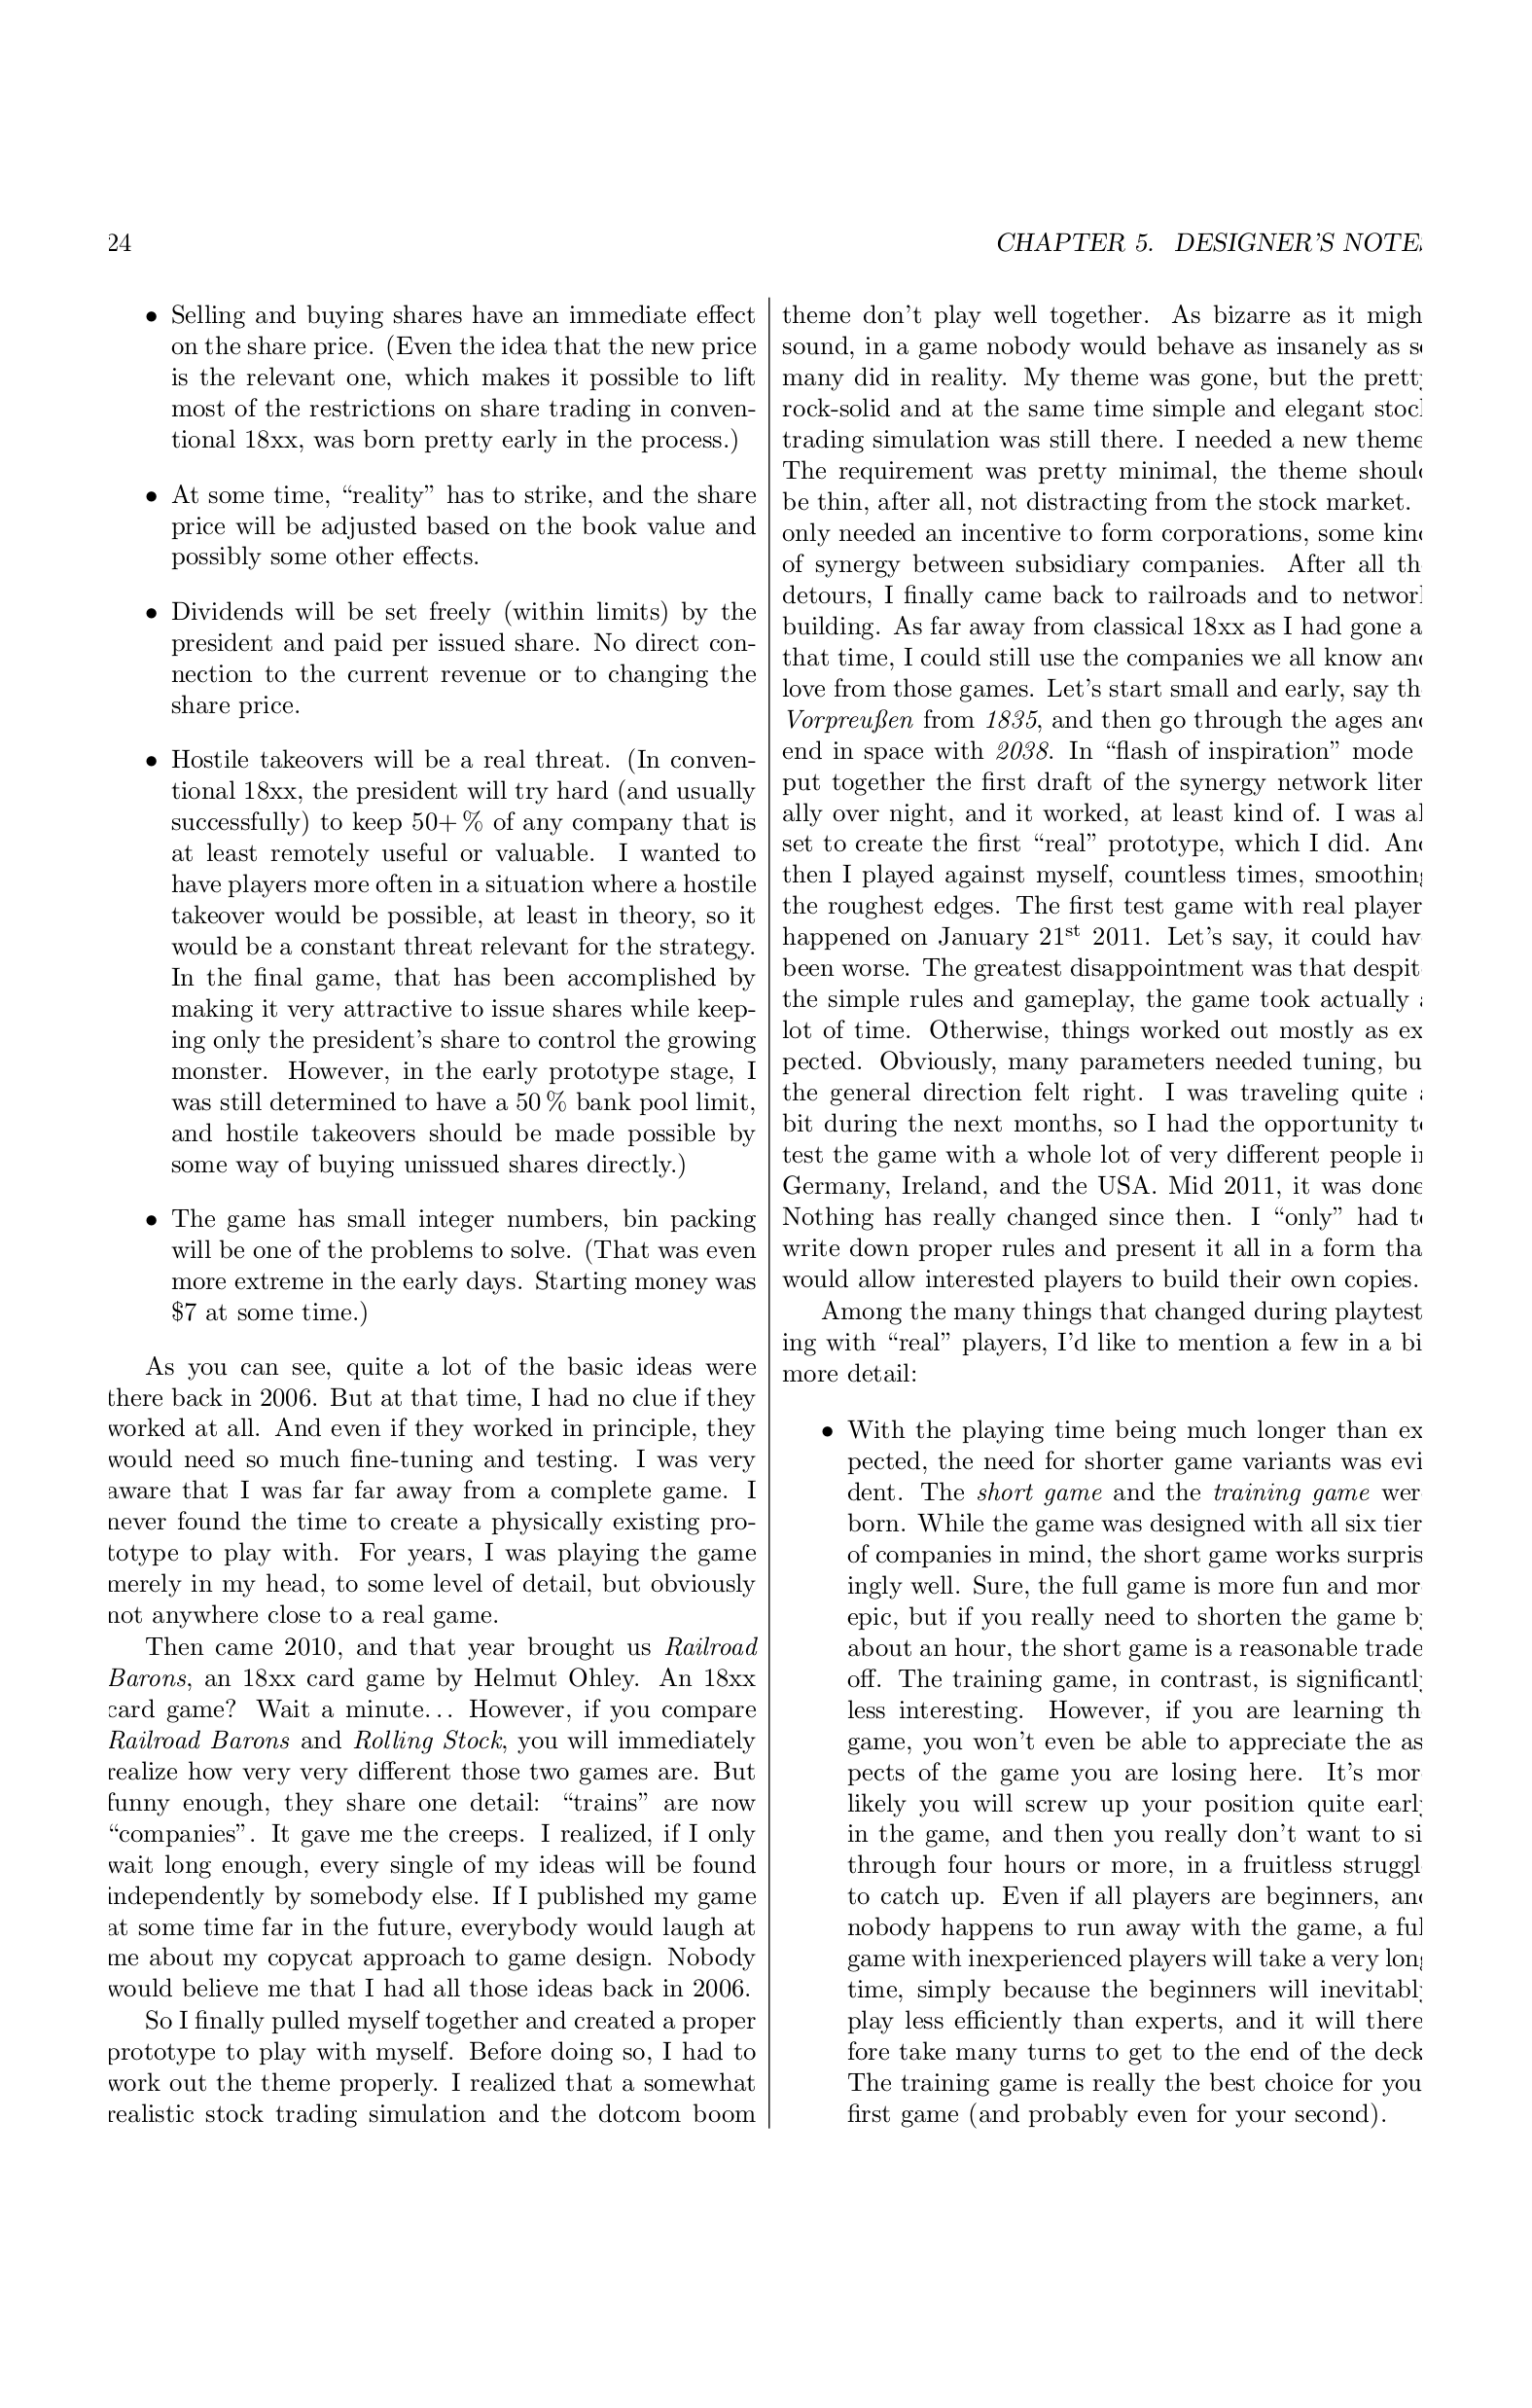 24
CHAPTER 5. DESIGNER'S NOTES
• Selling and buying shares have an immediate effect
on the share price. (Even the idea that the new price
is the relevant one, which makes it possible to lift
most of the restrictions on share trading in conven-
tional 18xx, was born pretty early in the process.)
• At some time, “reality” has to strike, and the share
price will be adjusted based on the book value and
possibly some other effects.
• Dividends will be set freely (within limits) by the
president and paid per issued share. No direct con-
nection to the current revenue or to changing the
share price.
• Hostile takeovers will be a real threat. (In conven-
tional 18xx, the president will try hard (and usually
successfully) to keep 50+ % of any company that is
at least remotely useful or valuable. I wanted to
have players more often in a situation where a hostile
takeover would be possible, at least in theory, so it
would be a constant threat relevant for the strategy.
In the final game, that has been accomplished by
making it very attractive to issue shares while keep-
ing only the president's share to control the growing
monster. However, in the early prototype stage, I
was still determined to have a 50 % bank pool limit,
and hostile takeovers should be made possible by
some way of buying unissued shares directly.)
• The game has small integer numbers, bin packing
will be one of the problems to solve. (That was even
more extreme in the early days. Starting money was
$7 at some time.)
As you can see, quite a lot of the basic ideas were
there back in 2006. But at that time, I had no clue if they
worked at all. And even if they worked in principle, they
would need so much fine-tuning and testing. I was very
aware that I was far far away from a complete game. I
never found the time to create a physically existing pro-
totype to play with. For years, I was playing the game
merely in my head, to some level of detail, but obviously
not anywhere close to a real game.
Then came 2010, and that year brought us Railroad
Barons, an 18xx card game by Helmut Ohley. An 18xx
card game? Wait a minute... However, if you compare
Railroad Barons and Rolling Stock, you will immediately
realize how very very different those two games are. But
funny enough, they share one detail: “trains” are now
“companies”. It gave me the creeps. I realized, if I only
wait long enough, every single of my ideas will be found
independently by somebody else. If I published my game
at some time far in the future, everybody would laugh at
me about my copycat approach to game design. Nobody
would believe me that I had all those ideas back in 2006.
So I finally pulled myself together and created a proper
prototype to play with myself. Before doing so, I had to
work out the theme properly. I realized that a somewhat
realistic stock trading simulation and the dotcom boom
theme don't play well together. As bizarre as it migh
sound, in a game nobody would behave as insanely as so
many did in reality. My theme was gone, but the pretty
rock-solid and at the same time simple and elegant stock
trading simulation was still there. I needed a new theme
The requirement was pretty minimal, the theme should
be thin, after all, not distracting from the stock market.
only needed an incentive to form corporations, some kind
of synergy between subsidiary companies. After all th
detours, I finally came back to railroads and to network
building. As far away from classical 18xx as I had gone a
that time, I could still use the companies we all know and
love from those games. Let's start small and early, say th
Vorpreußen from 1835, and then go through the ages and
end in space with 2038. In “flash of inspiration” mode
put together the first draft of the synergy network liter
ally over night, and it worked, at least kind of. I was al
set to create the first “real” prototype, which I did. And
then I played against myself, countless times, smoothing
the roughest edges. The first test game with real player
happened on January 21st 2011. Let's say, it could hav
been worse. The greatest disappointment was that despit
the simple rules and gameplay, the game took actually a
lot of time. Otherwise, things worked out mostly as ex
pected. Obviously, many parameters needed tuning, bu
the general direction felt right. I was traveling quite a
bit during the next months, so I had the opportunity to
test the game with a whole lot of very different people in
Germany, Ireland, and the USA. Mid 2011, it was done
Nothing has really changed since then. I “only” had to
write down proper rules and present it all in a form tha
would allow interested players to build their own copies.
Among the many things that changed during playtest
ing with “real” players, I'd like to mention a few in a bi
more detail:
• With the playing time being much longer than ex
pected, the need for shorter game variants was evi
dent. The short game and the training game wer
born. While the game was designed with all six tier
of companies in mind, the short game works surpris
ingly well. Sure, the full game is more fun and mor
epic, but if you really need to shorten the game by
about an hour, the short game is a reasonable trade
off. The training game, in contrast, is significantly
less interesting. However, if you are learning th
game, you won't even be able to appreciate the as
pects of the game you are losing here. It's mor
likely you will screw up your position quite early
in the game, and then you really don't want to si
through four hours or more, in a fruitless struggl
to catch up. Even if all players are beginners, and
nobody happens to run away with the game, a ful
game with inexperienced players will take a very long
time, simply because the beginners will inevitably
play less efficiently than experts, and it will there
fore take many turns to get to the end of the deck
The training game is really the best choice for you
first game (and probably even for your second).